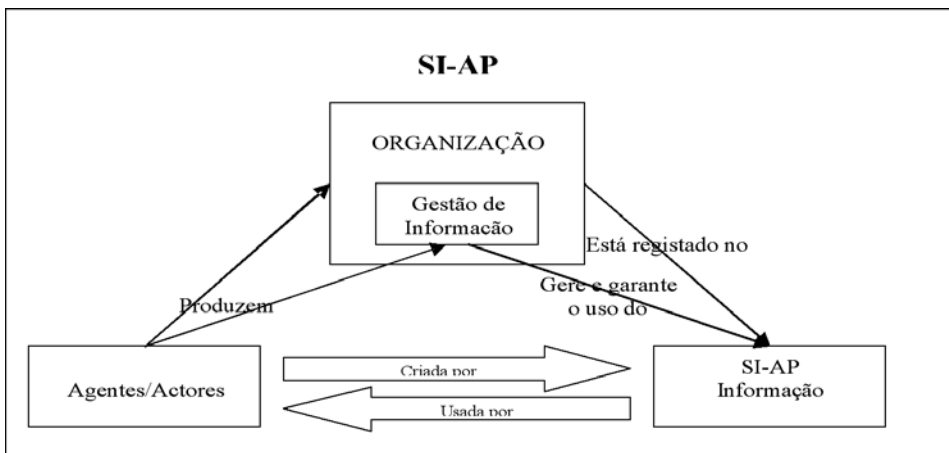 SI-AP
ORGANIZAÇÃO
Gestão de
Informação
Está registado no
Gere e garante
o uso do
Produzem
Agentes/Actores
Criada por
Usada por
SI-AP
Informação